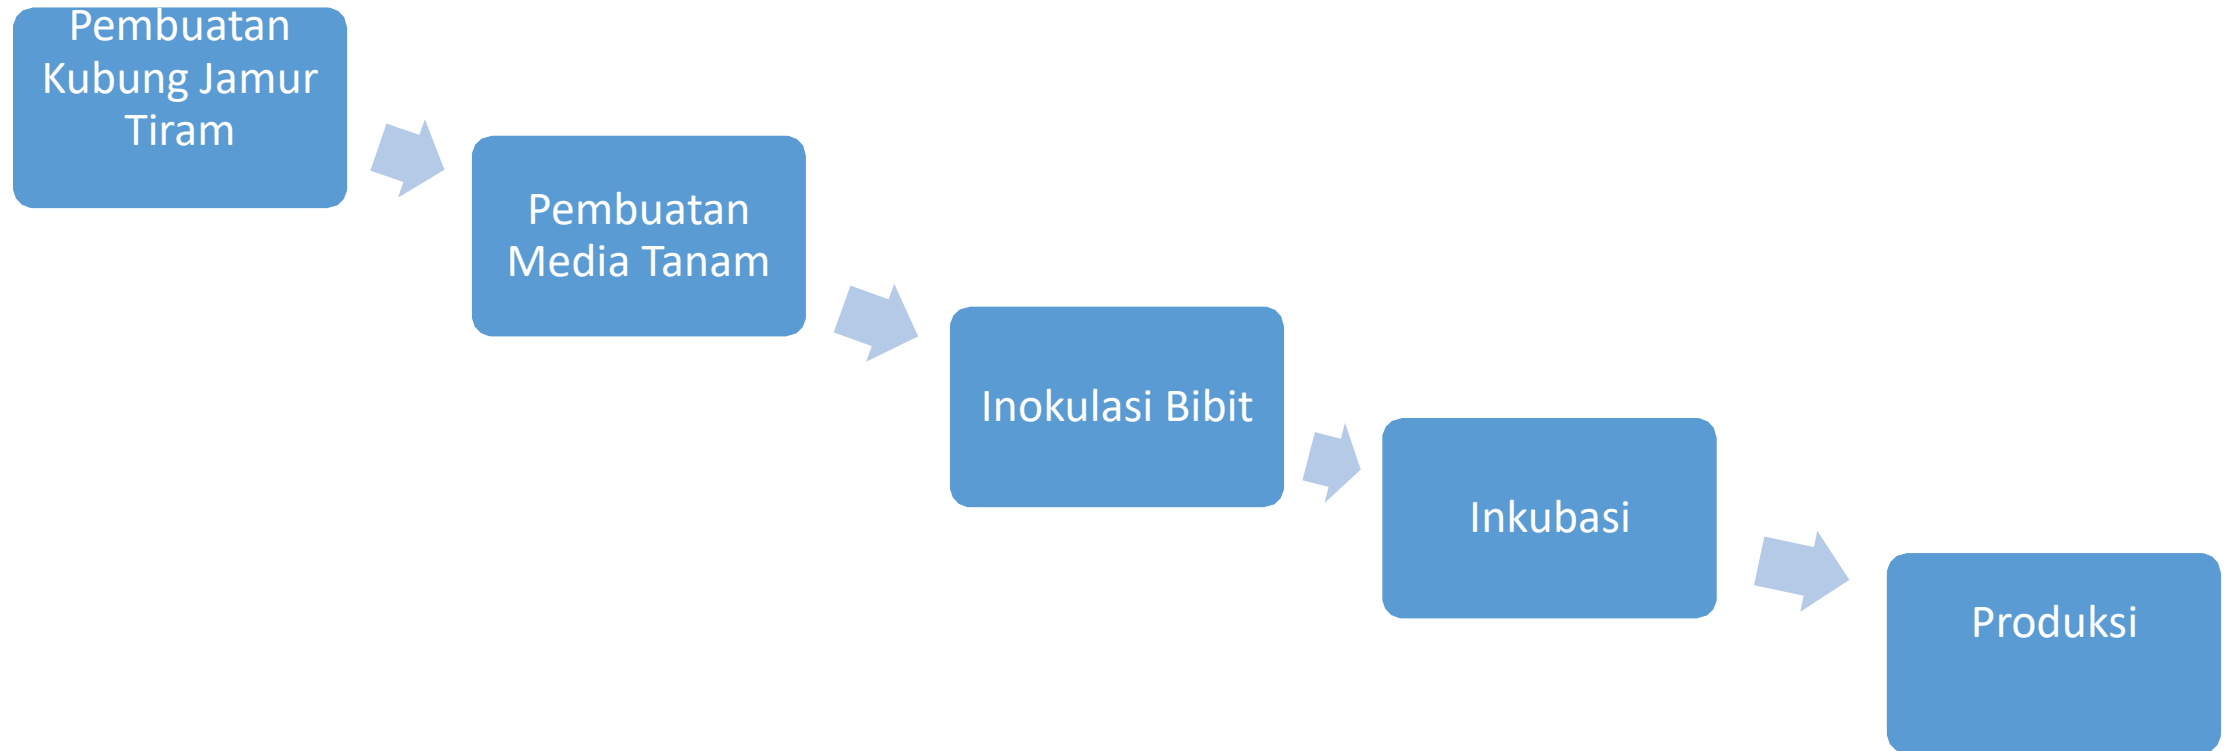 Pembuatan
Kubung Jamur
Tiram
Pembuatan
Media Tanam
Inokulasi Bibit
Inkubasi
Produksi